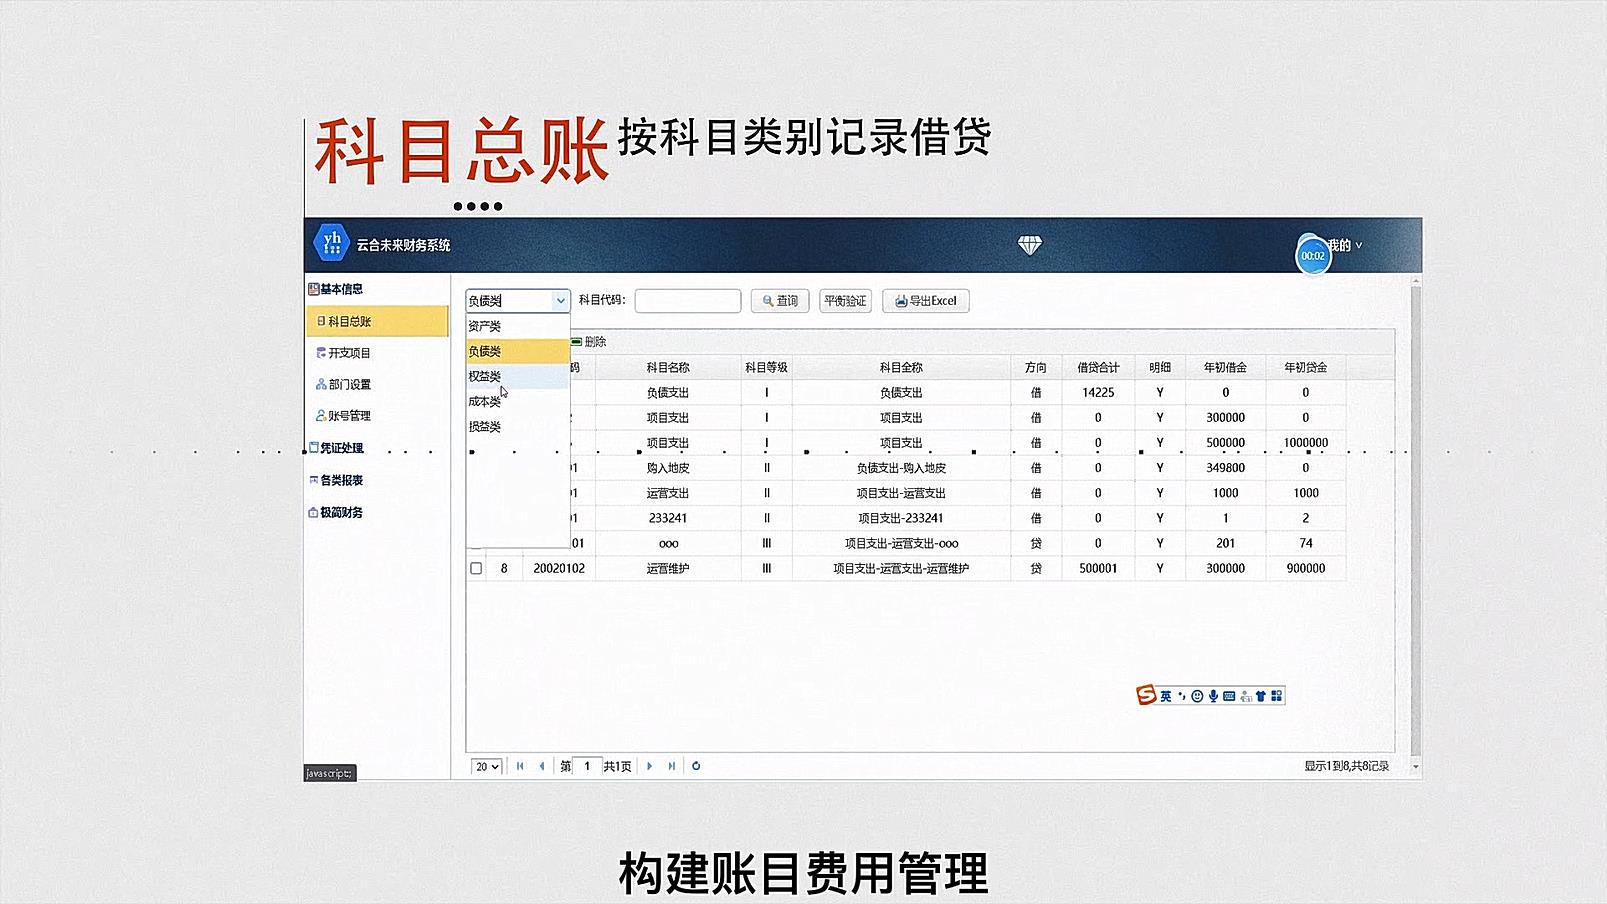 科目总账 按科目类别记录借贷
yh 云合未来财务系统
我的
00:02
基本信息
科目总账
开支项目
部门设置
账号管理
凭证处理
各类报表
极简财务
负债类 科目代码: 查询 平衡验证 导出Excel
资产类
负债类
权益类
成本类
损益类
删除
码 科目名称 科目等级 科目全称 方向 借贷合计 明细 年初借金 年初贷金
负债支出 I 负债支出 借 14225 Y 0 0
2 项目支出 I 项目支出 借 0 Y 300000 0
项目支出 I 项目支出 借 0 Y 500000 1000000
01 购入地皮 II 负债支出-购入地皮 借 0 Y 349800 0
01 运营支出 II 项目支出-运营支出 借 0 Y 1000 1000
01 233241 II 项目支出-233241 借 0 Y 1 2
01 ooo III 项目支出-运营支出-ooo 贷 0 Y 201 74
8 20020102 运营维护 III 项目支出-运营支出-运营维护 贷 500001 Y 300000 900000
S 英
20 第 1 共1页 显示1到8,共8记录
javascript:;
构建账目费用管理